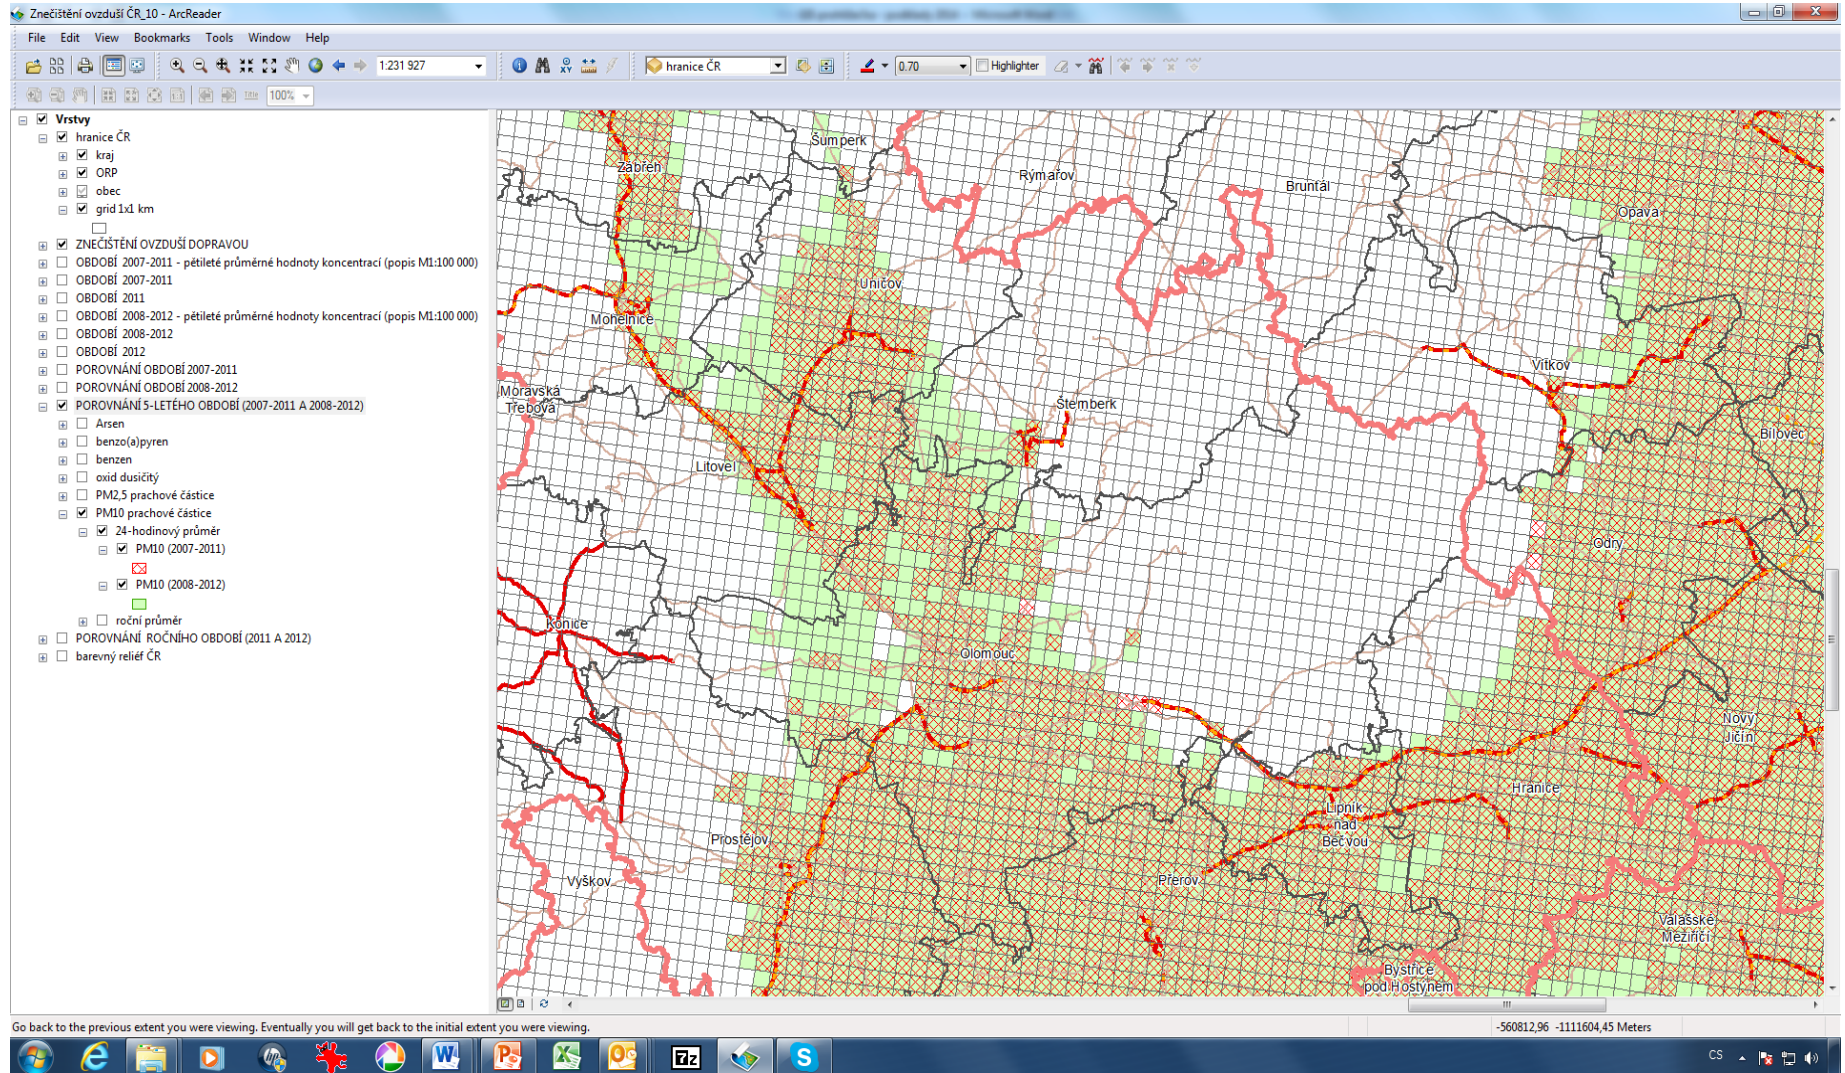 Znečištění ovzduší ČR_10 - ArcReader
File Edit View Bookmarks Tools Window Help
1:231 927
hranice ČR
0.70
Highlighter
Title
100%
Vrstvy
hranice ČR
kraj
ORP
obec
grid 1x1 km
ZNEČIŠTĚNÍ OVZDUŠÍ DOPRAVOU
OBDOBÍ 2007-2011 - pětileté průměrné hodnoty koncentrací (popis M1:100 000)
OBDOBÍ 2007-2011
OBDOBÍ 2011
OBDOBÍ 2008-2012 - pětileté průměrné hodnoty koncentrací (popis M1:100 000)
OBDOBÍ 2008-2012
OBDOBÍ 2012
POROVNÁNÍ OBDOBÍ 2007-2011
POROVNÁNÍ OBDOBÍ 2008-2012
POROVNÁNÍ 5-LETÉHO OBDOBÍ (2007-2011 A 2008-2012)
Arsen
benzo(a)pyren
benzen
oxid dusičitý
PM2,5 prachové částice
PM10 prachové částice
24-hodinový průměr
PM10 (2007-2011)
PM10 (2008-2012)
roční průměr
POROVNÁNÍ ROČNÍHO OBDOBÍ (2011 A 2012)
barevný reliéf ČR
Šumperk
Zábřeh
Rýmařov
Bruntál
Opava
Uničov
Mohelnice
Vítkov
Moravská
Třebová
Šternberk
Bílovec
Litovel
Odry
Konice
Olomouc
Nový
Jičín
Hranice
Lipník
nad
Bečvou
Prostějov
Přerov
Vyškov
Valašské
Meziříčí
Bystřice
pod Hostýnem
Go back to the previous extent you were viewing. Eventually you will get back to the initial extent you were viewing.
-560812,96 -1111604,45 Meters
CS